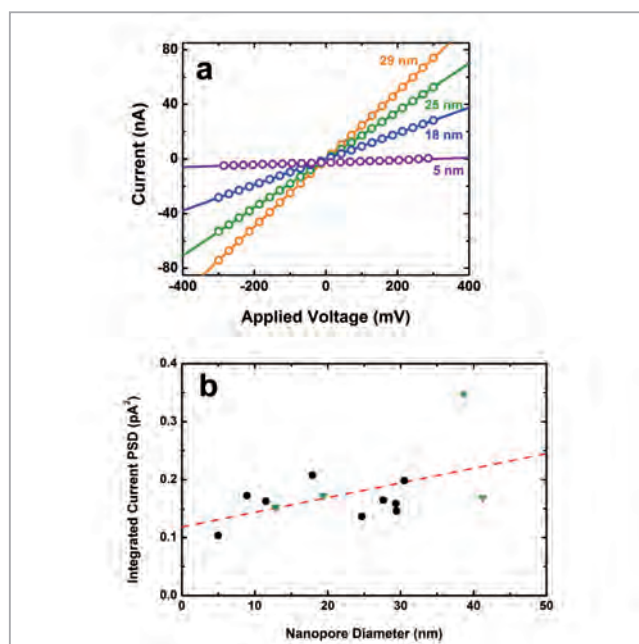 a
80
40
0
-40
-80
29 nm
25 nm
18 nm
5 nm
-400 -200 0 200 400
Current (nA)
Applied Voltage (mV)
b
0.4
0.3
0.2
0.1
0.0
0 10 20 30 40 50
Integrated Current PSD (pA²)
Nanopore Diameter (nm)